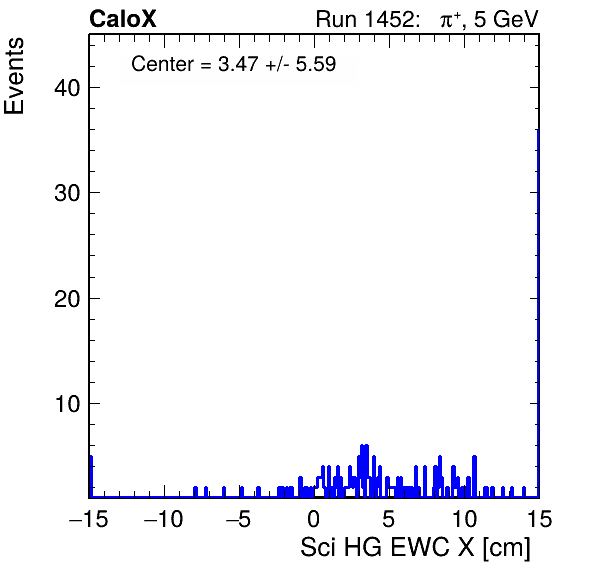 CaloX Run 1452: π⁺, 5 GeV
Center = 3.47 +/- 5.59
Events
40
30
20
10
−15 −10 −5 0 5 10 15
Sci HG EWC X [cm]